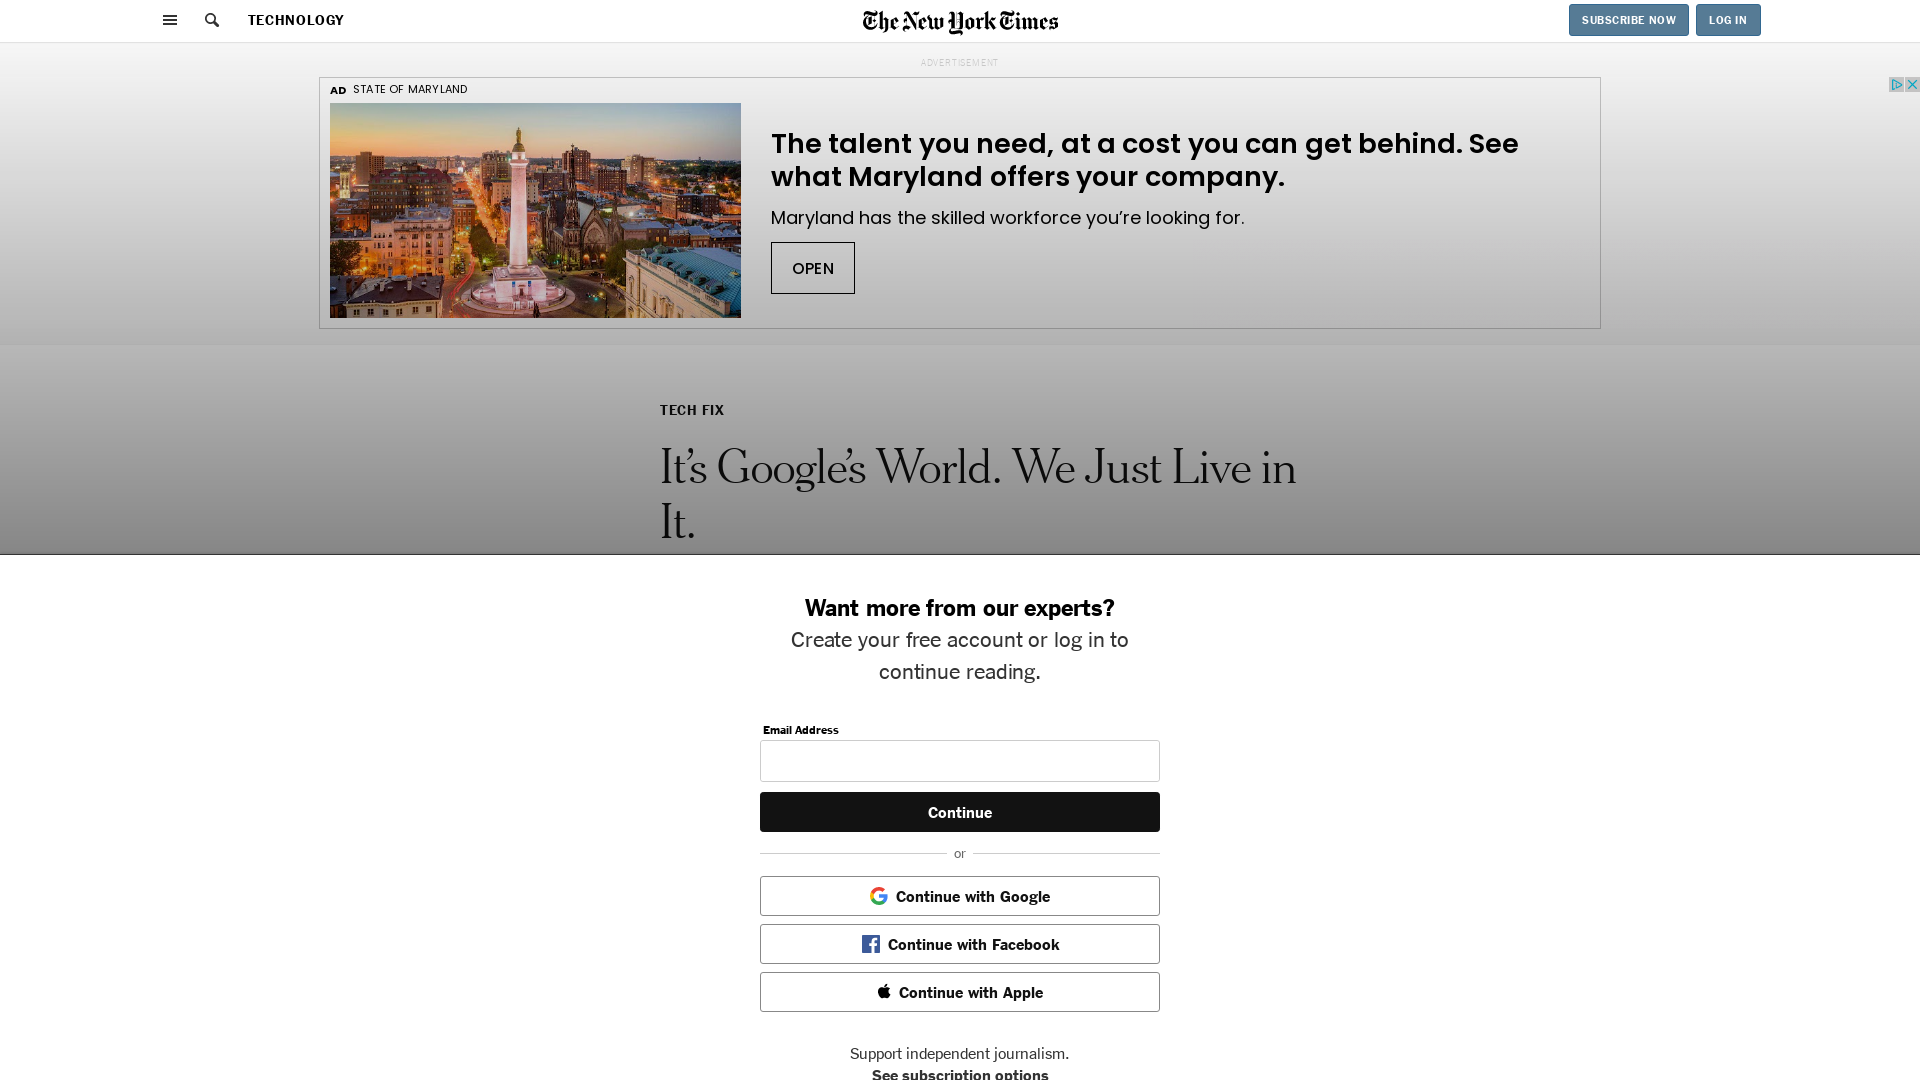 TECHNOLOGY
The New York Times
SUBSCRIBE NOW
LOG IN
ADVERTISEMENT
AD STATE OF MARYLAND
The talent you need, at a cost you can get behind. See
what Maryland offers your company.
Maryland has the skilled workforce you’re looking for.
OPEN
TECH FIX
It’s Google’s World. We Just Live in
It.
Want more from our experts?
Create your free account or log in to
continue reading.
Email Address
Continue
or
Continue with Google
Continue with Facebook
Continue with Apple
Support independent journalism.
See subscription options